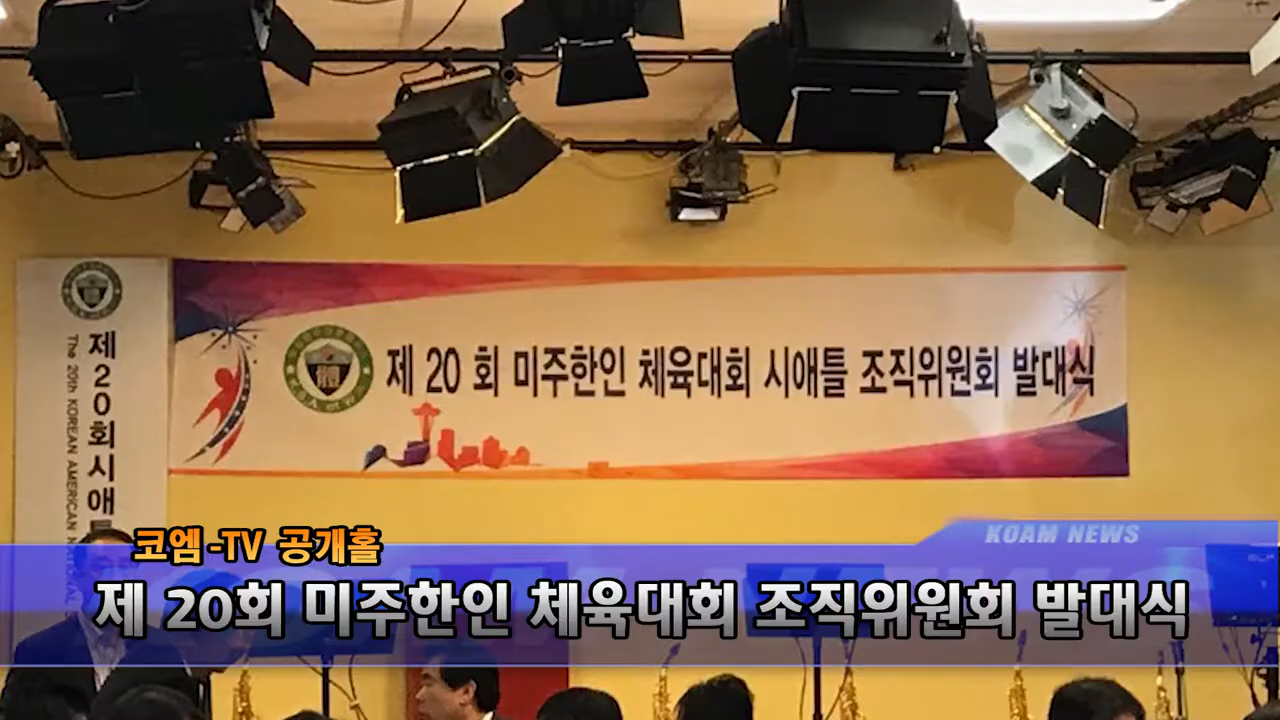 제 20 회 미주한인 체육대회 시애틀 조직위원회 발대식
제20회시애틀
The 20th KOREAN AMERICAN NATIONAL
코엠-TV 공개홀
KOAM NEWS
제 20회 미주한인 체육대회 조직위원회 발대식